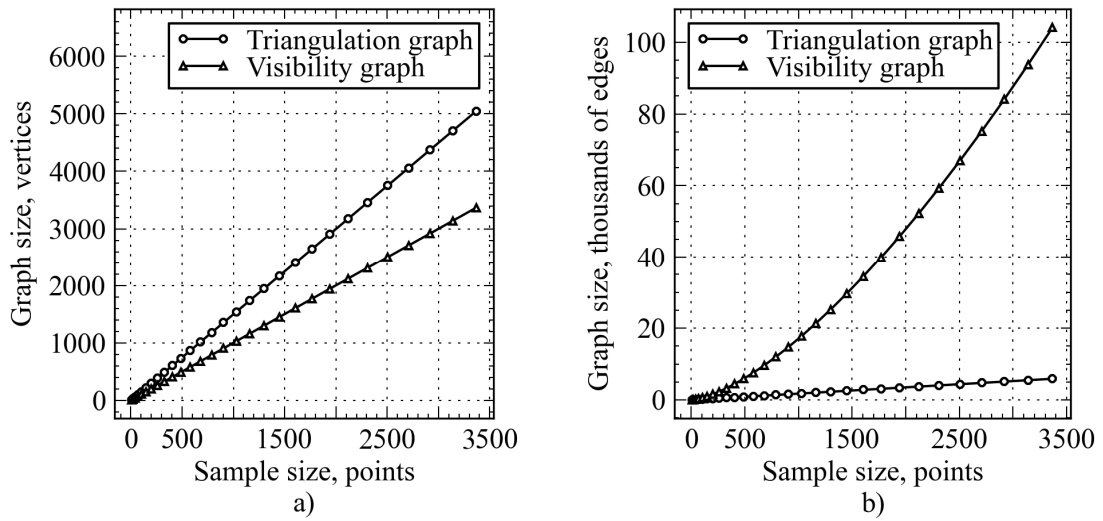 Graph size, vertices
6000
5000
4000
3000
2000
1000
0
Triangulation graph
Visibility graph
0 500 1500 2500 3500
Sample size, points
a)
Graph size, thousands of edges
100
80
60
40
20
0
Triangulation graph
Visibility graph
0 500 1500 2500 3500
Sample size, points
b)